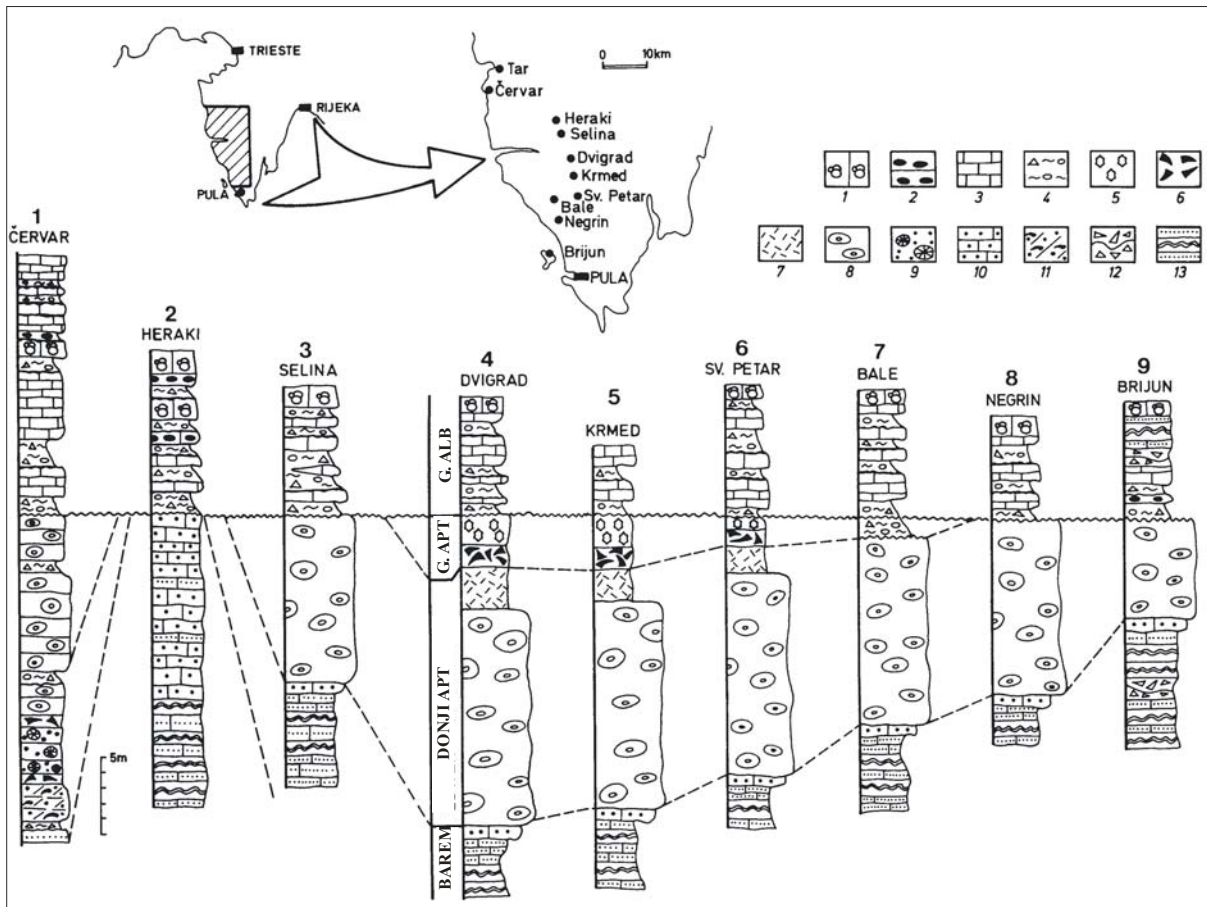 TRIESTE
RIJEKA
PULA
0 10km
Tar
Červar
Heraki
Selina
Dvigrad
Krmed
Sv. Petar
Bale
Negrin
Brijun
PULA
1 2 3 4 5 6
7 8 9 10 11 12 13
1
ČERVAR
2
HERAKI
3
SELINA
4
DVIGRAD
5
KRMED
6
SV. PETAR
7
BALE
8
NEGRIN
9
BRIJUN
G. ALB
G. APT
DONJI APT
BAREM
5m